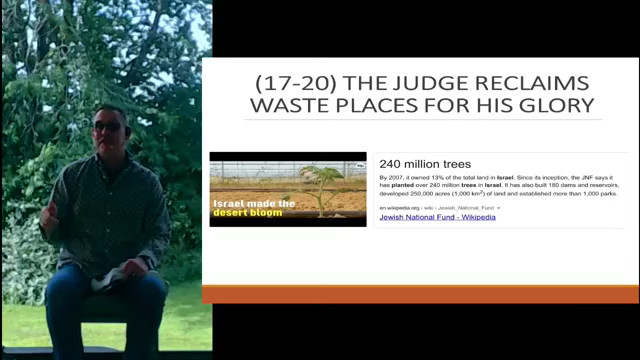 (17-20) THE JUDGE RECLAIMS
WASTE PLACES FOR HIS GLORY
Israel made the
desert bloom
240 million trees
By 2007, it owned 13% of the total land in Israel. Since its inception, the JNF says it
has planted over 240 million trees in Israel. It has also built 180 dams and reservoirs,
developed 250,000 acres (1,000 km²) of land and established more than 1,000 parks.
en.wikipedia.org › wiki › Jewish_National_Fund
Jewish National Fund - Wikipedia